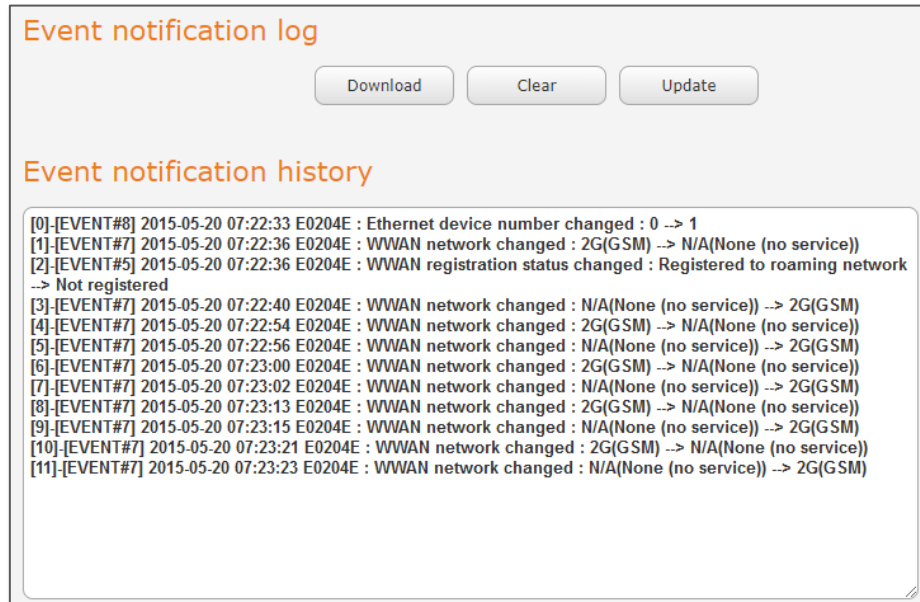 Event notification log
Download Clear Update
Event notification history
[0]-[EVENT#8] 2015-05-20 07:22:33 E0204E : Ethernet device number changed : 0 --> 1
[1]-[EVENT#7] 2015-05-20 07:22:36 E0204E : WWAN network changed : 2G(GSM) --> N/A(None (no service))
[2]-[EVENT#5] 2015-05-20 07:22:36 E0204E : WWAN registration status changed : Registered to roaming network
--> Not registered
[3]-[EVENT#7] 2015-05-20 07:22:40 E0204E : WWAN network changed : N/A(None (no service)) --> 2G(GSM)
[4]-[EVENT#7] 2015-05-20 07:22:54 E0204E : WWAN network changed : 2G(GSM) --> N/A(None (no service))
[5]-[EVENT#7] 2015-05-20 07:22:56 E0204E : WWAN network changed : N/A(None (no service)) --> 2G(GSM)
[6]-[EVENT#7] 2015-05-20 07:23:00 E0204E : WWAN network changed : 2G(GSM) --> N/A(None (no service))
[7]-[EVENT#7] 2015-05-20 07:23:02 E0204E : WWAN network changed : N/A(None (no service)) --> 2G(GSM)
[8]-[EVENT#7] 2015-05-20 07:23:13 E0204E : WWAN network changed : 2G(GSM) --> N/A(None (no service))
[9]-[EVENT#7] 2015-05-20 07:23:15 E0204E : WWAN network changed : N/A(None (no service)) --> 2G(GSM)
[10]-[EVENT#7] 2015-05-20 07:23:21 E0204E : WWAN network changed : 2G(GSM) --> N/A(None (no service))
[11]-[EVENT#7] 2015-05-20 07:23:23 E0204E : WWAN network changed : N/A(None (no service)) --> 2G(GSM)